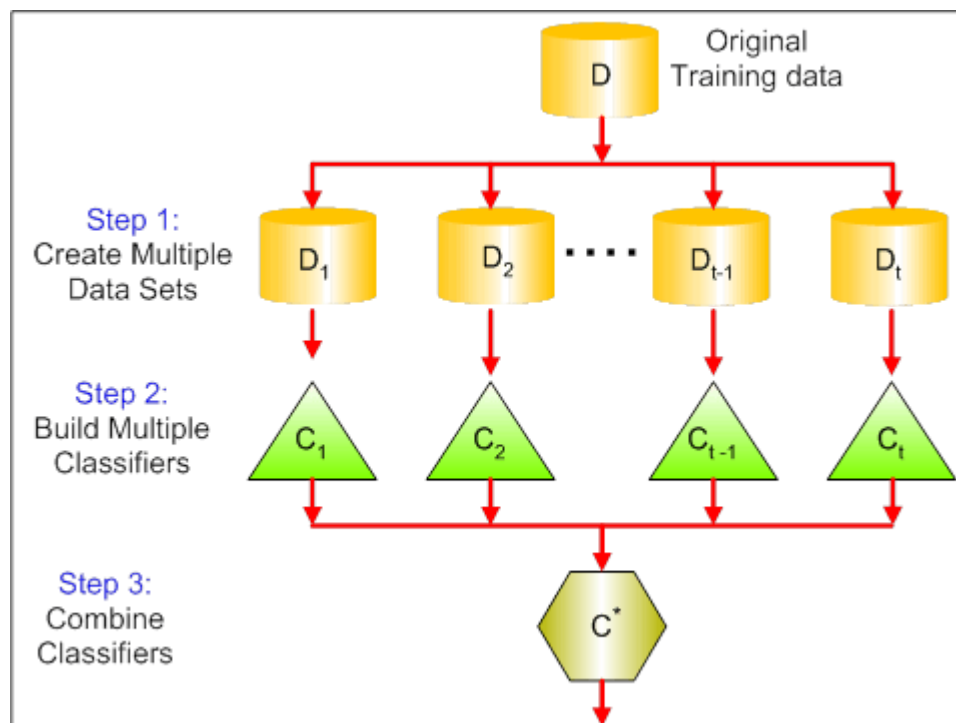 D
Original
Training data
Step 1:
Create Multiple
Data Sets
D1
D2
....
Dt-1
Dt
Step 2:
Build Multiple
Classifiers
C1
C2
Ct-1
Ct
Step 3:
Combine
Classifiers
C*